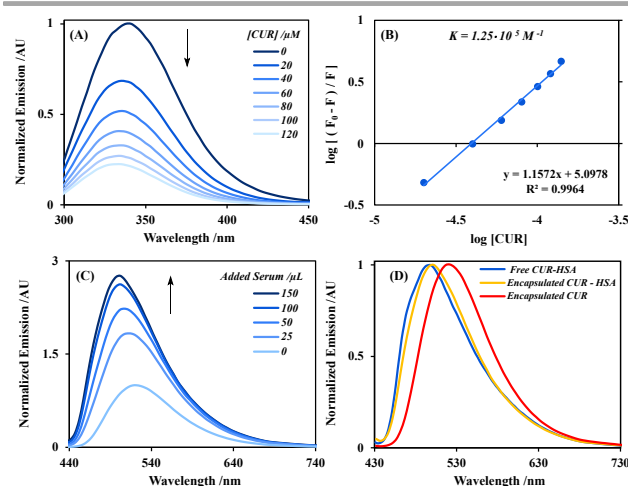 (A)
[CUR] /µM
0
20
40
60
80
100
120
Normalized Emission /AU
1
0.5
0
300
350
400
450
Wavelength /nm
(B)
K = 1.25· 10 ⁵ M ⁻¹
log [ ( F₀ - F) / F ]
1
0.5
0
-0.5
y = 1.1572x + 5.0978
R² = 0.9964
-5
-4.5
-4
-3.5
log [CUR]
(C)
Added Serum /µL
150
100
50
25
0
Normalized Emission /AU
3
1.5
0
440
540
640
740
Wavelength /nm
(D)
Free CUR-HSA
Encapsulated CUR - HSA
Encapsulated CUR
Normalized Emission /AU
1
0.5
0
430
530
630
730
Wavelength /nm